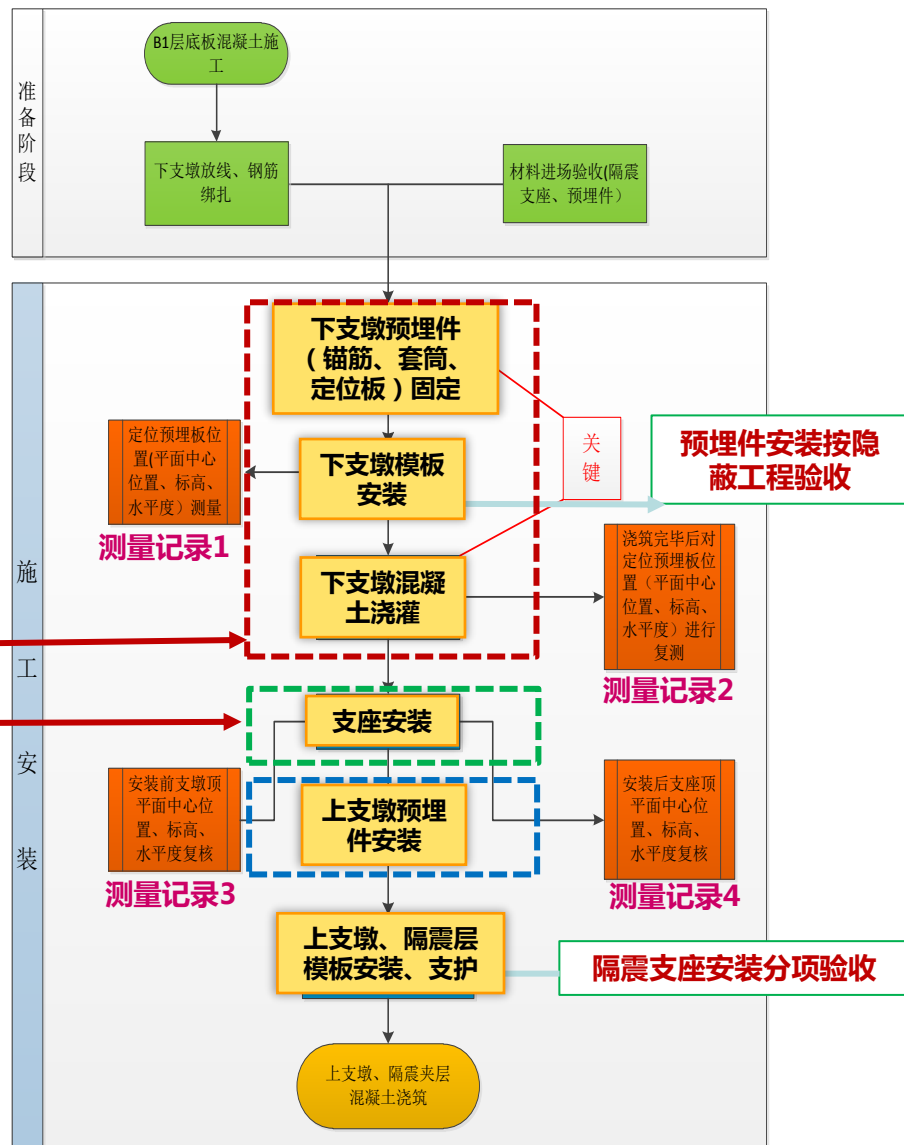 准备阶段
B1层底板混凝土施
工
下支墩放线、钢筋
绑扎
材料进场验收(隔震
支座、预埋件）
施工安装
下支墩预埋件
（锚筋、套筒、
定位板）固定
关键
定位预埋板位
置(平面中心
位置、标高、
水平度）测量
测量记录1
下支墩模板
安装
预埋件安装按隐
蔽工程验收
下支墩混凝
土浇灌
浇筑完毕后对
定位预埋板位
置（平面中心
位置、标高、
水平度）进行
复测
测量记录2
支座安装
安装前支墩顶
平面中心位
置、标高、
水平度复核
测量记录3
上支墩预埋
件安装
安装后支座顶
平面中心位
置、标高、
水平度复核
测量记录4
上支墩、隔震层
模板安装、支护
隔震支座安装分项验收
上支墩、隔震夹层
混凝土浇筑